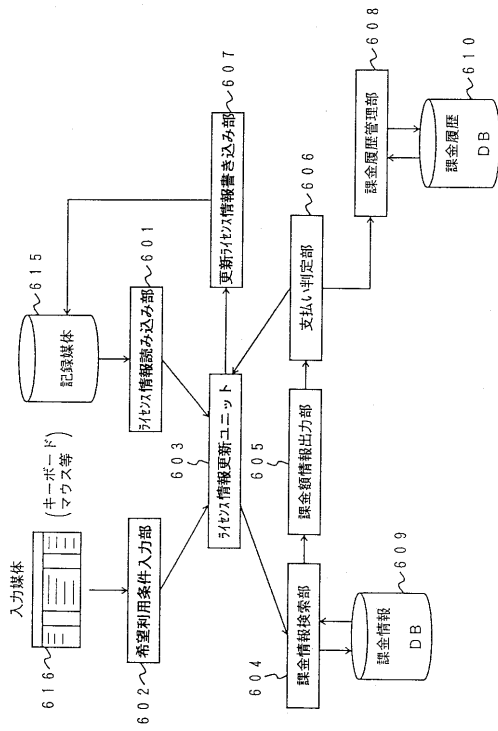 入力媒体
616
(キーボード
マウス等)
615
記録媒体
602
希望利用条件入力部
ライセンス情報読み込み部
601
603
ライセンス情報更新ユニット
更新ライセンス情報書き込み部
607
604
課金情報検索部
605
課金額情報出力部
支払い判定部
606
課金履歴管理部
608
課金情報
DB
609
課金履歴
DB
610